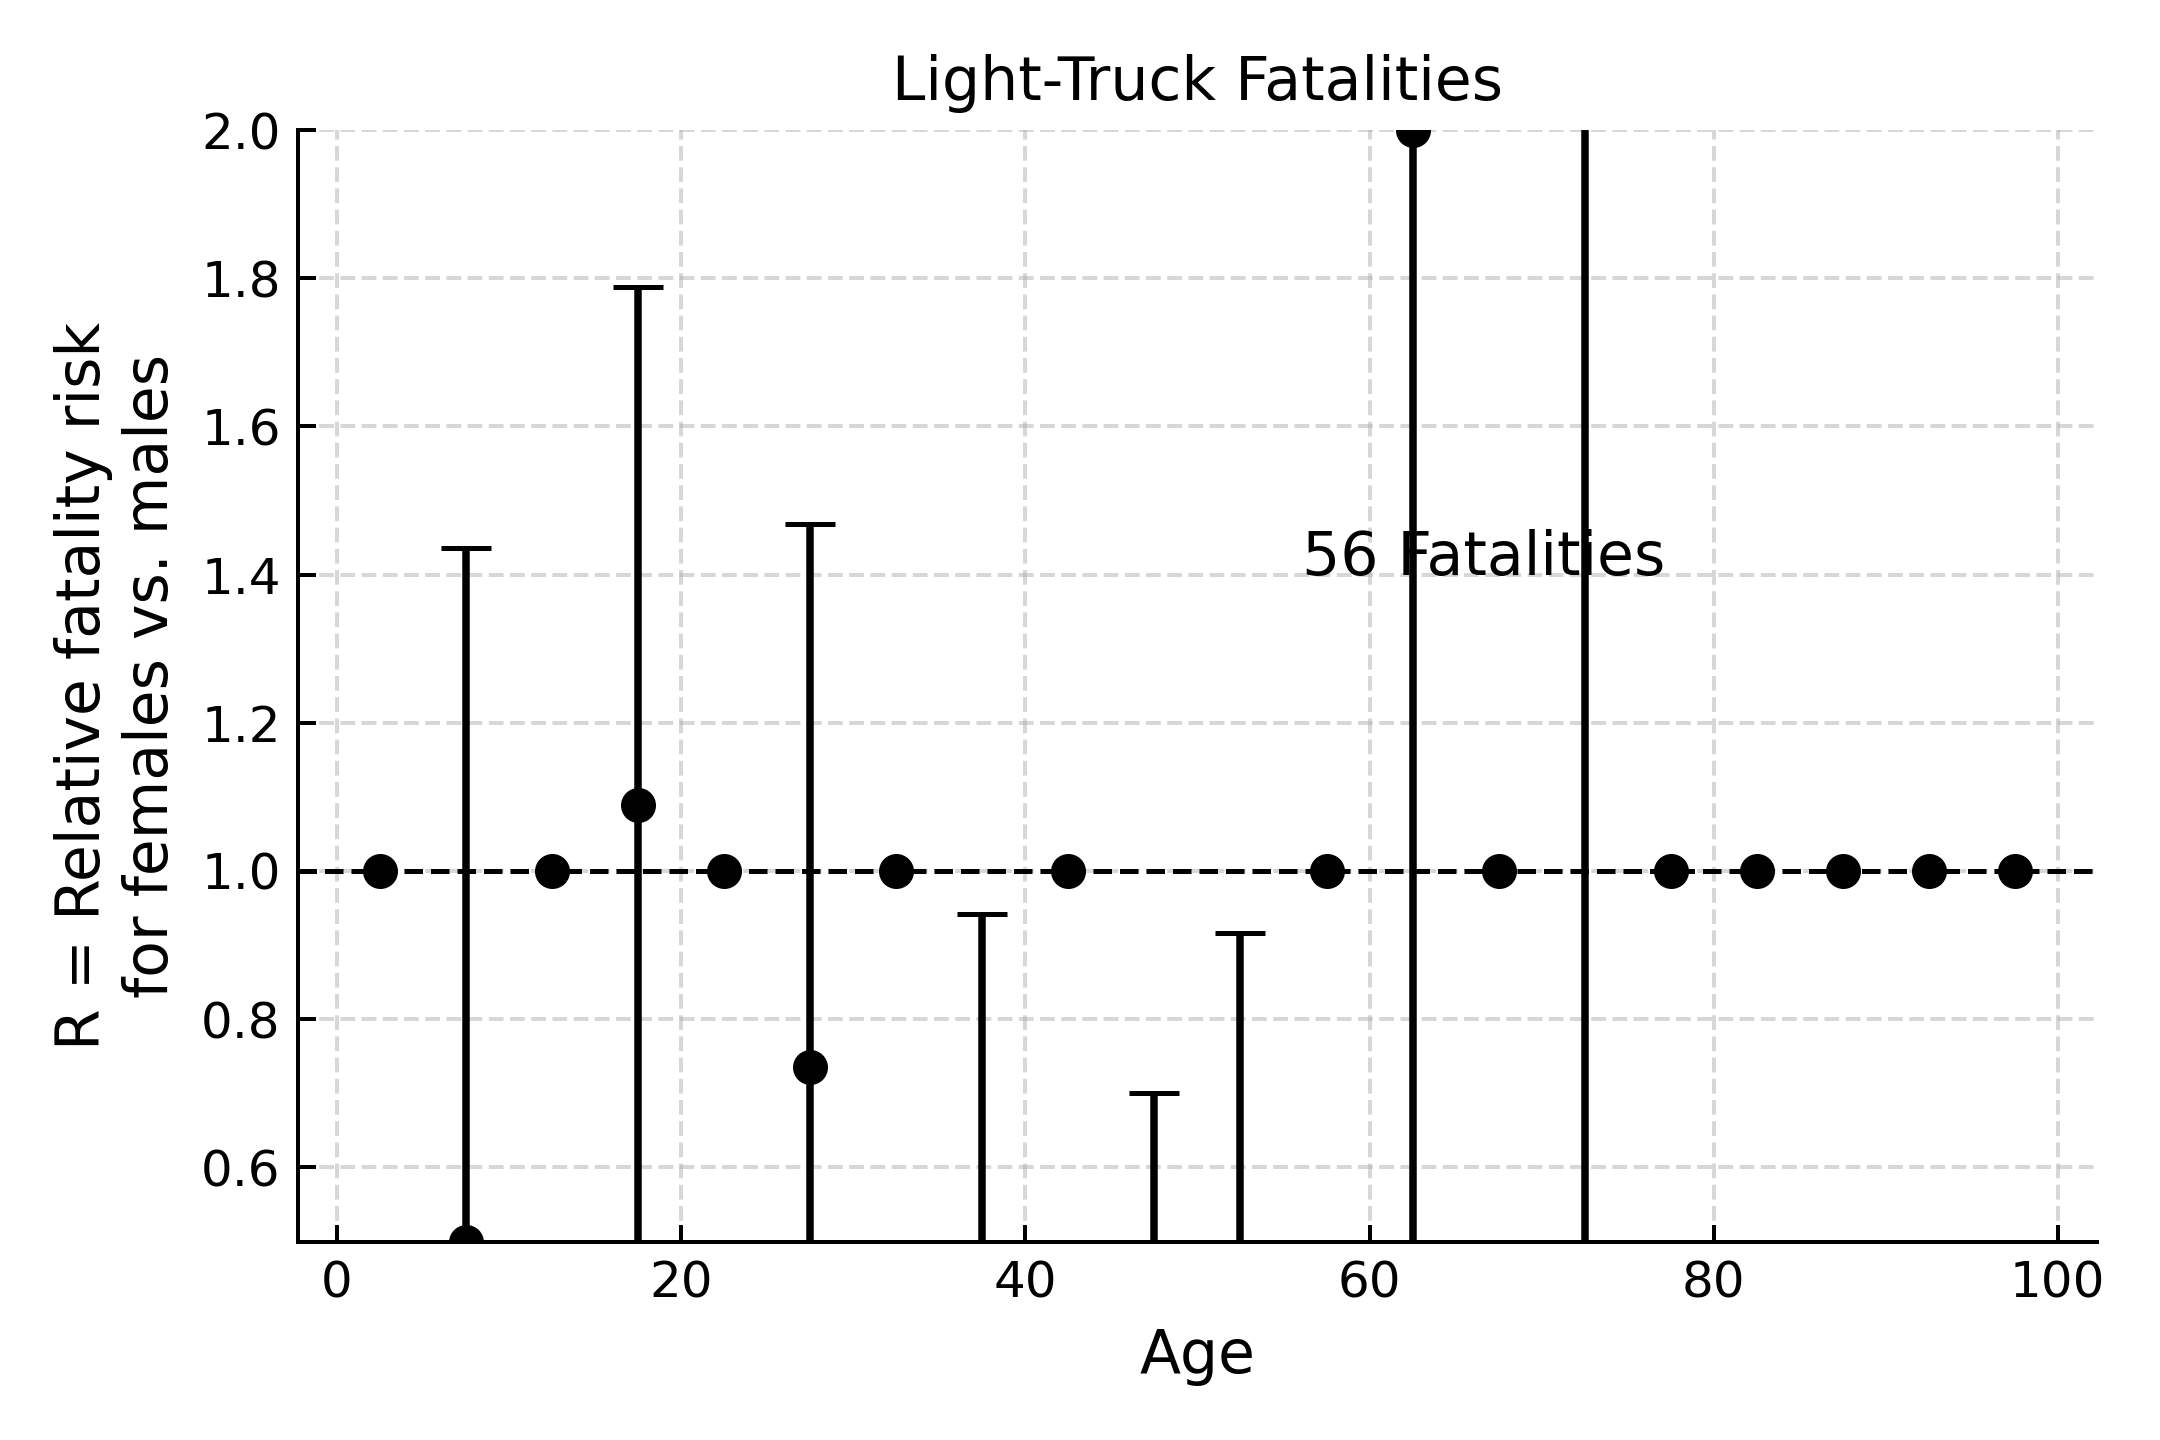 Light-Truck Fatalities
R = Relative fatality risk
for females vs. males
2.0
1.8
1.6
1.4
1.2
1.0
0.8
0.6
56 Fatalities
0 20 40 60 80 100
Age